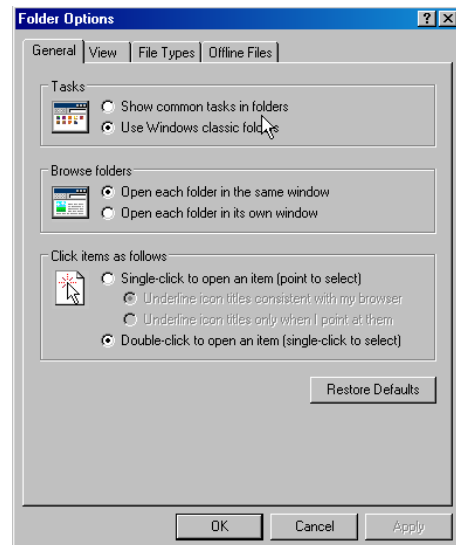 Folder Options
General View File Types Offline Files
Tasks
Show common tasks in folders
Use Windows classic folders
Browse folders
Open each folder in the same window
Open each folder in its own window
Click items as follows
Single-click to open an item (point to select)
Underline icon titles consistent with my browser
Underline icon titles only when I point at them
Double-click to open an item (single-click to select)
Restore Defaults
OK Cancel Apply